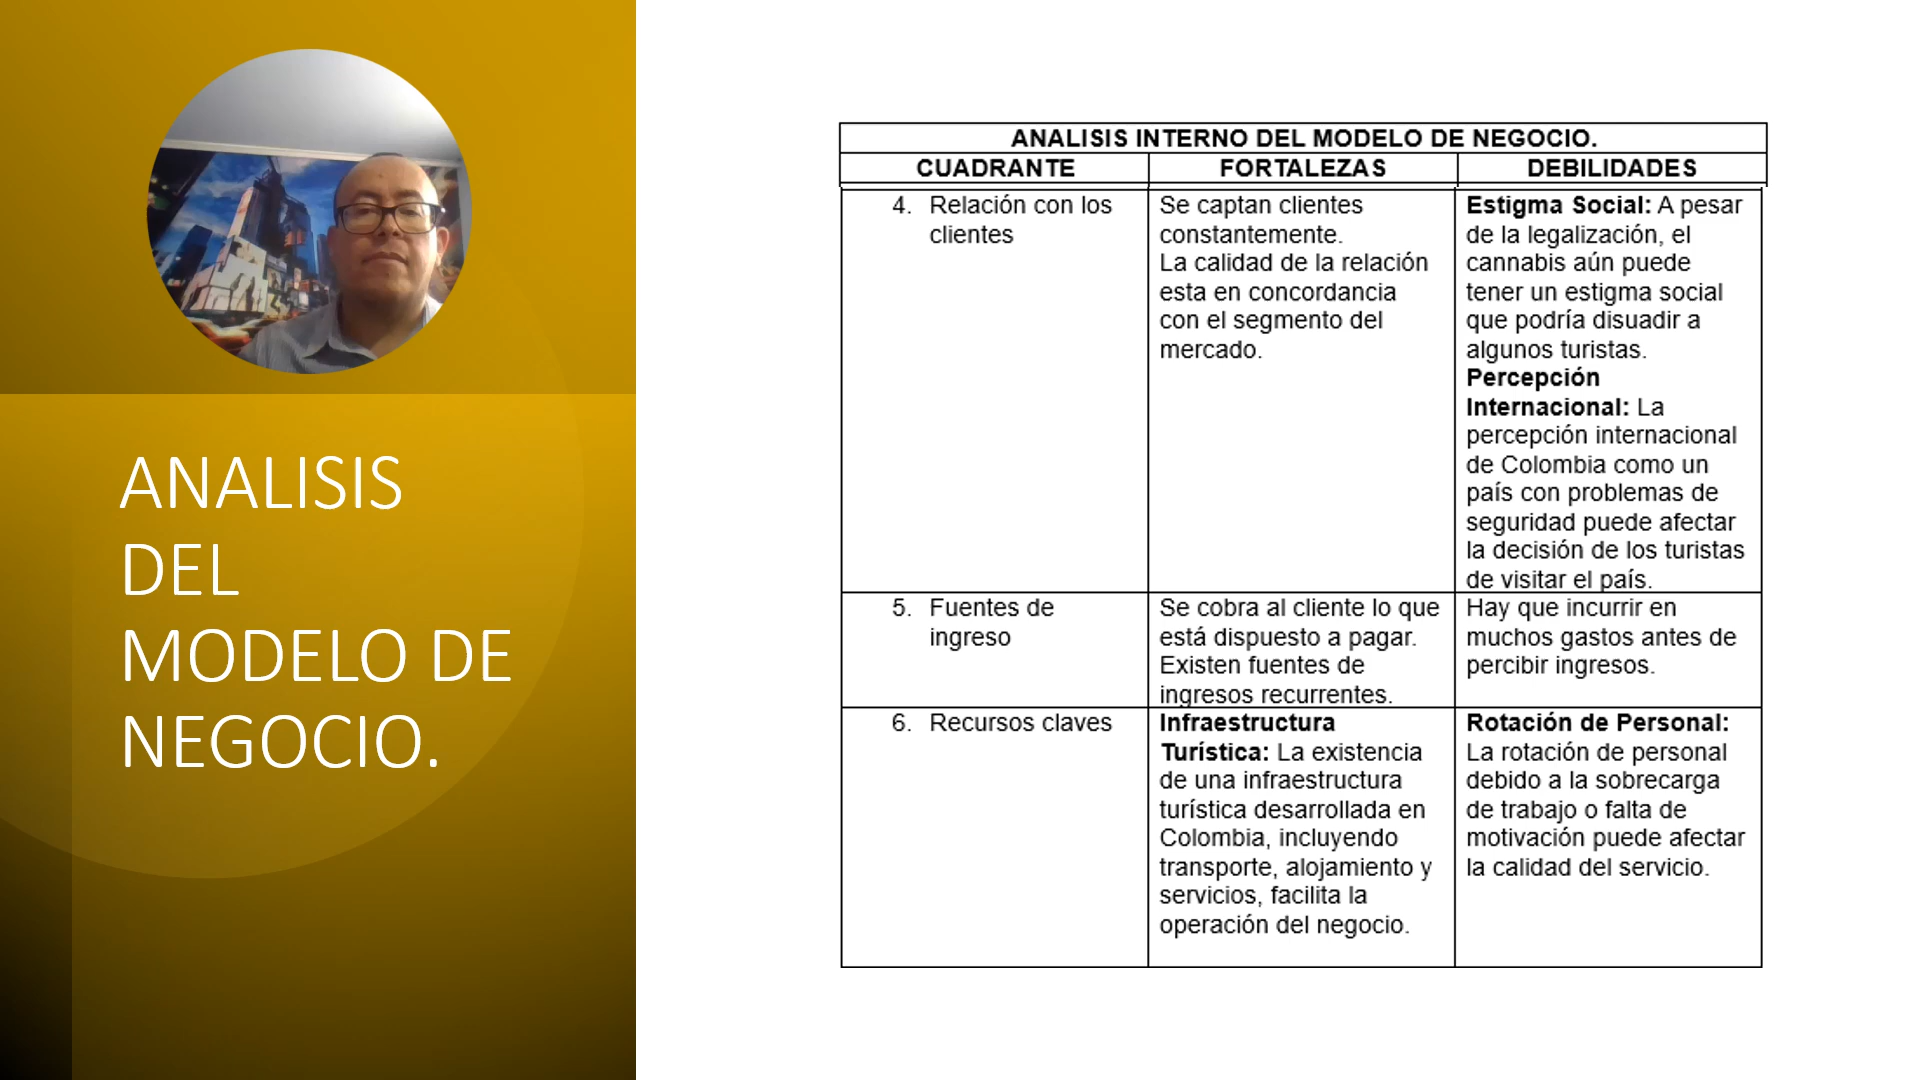 ANALISIS
DEL
MODELO DE
NEGOCIO.
ANALISIS INTERNO DEL MODELO DE NEGOCIO.
CUADRANTE FORTALEZAS DEBILIDADES
4. Relación con los
clientes
Se captan clientes
constantemente.
La calidad de la relación
esta en concordancia
con el segmento del
mercado.
Estigma Social: A pesar
de la legalización, el
cannabis aún puede
tener un estigma social
que podría disuadir a
algunos turistas.
Percepción
Internacional: La
percepción internacional
de Colombia como un
país con problemas de
seguridad puede afectar
la decisión de los turistas
de visitar el país.
5. Fuentes de
ingreso
Se cobra al cliente lo que
está dispuesto a pagar.
Existen fuentes de
ingresos recurrentes.
Hay que incurrir en
muchos gastos antes de
percibir ingresos.
6. Recursos claves
Infraestructura
Turística: La existencia
de una infraestructura
turística desarrollada en
Colombia, incluyendo
transporte, alojamiento y
servicios, facilita la
operación del negocio.
Rotación de Personal:
La rotación de personal
debido a la sobrecarga
de trabajo o falta de
motivación puede afectar
la calidad del servicio.